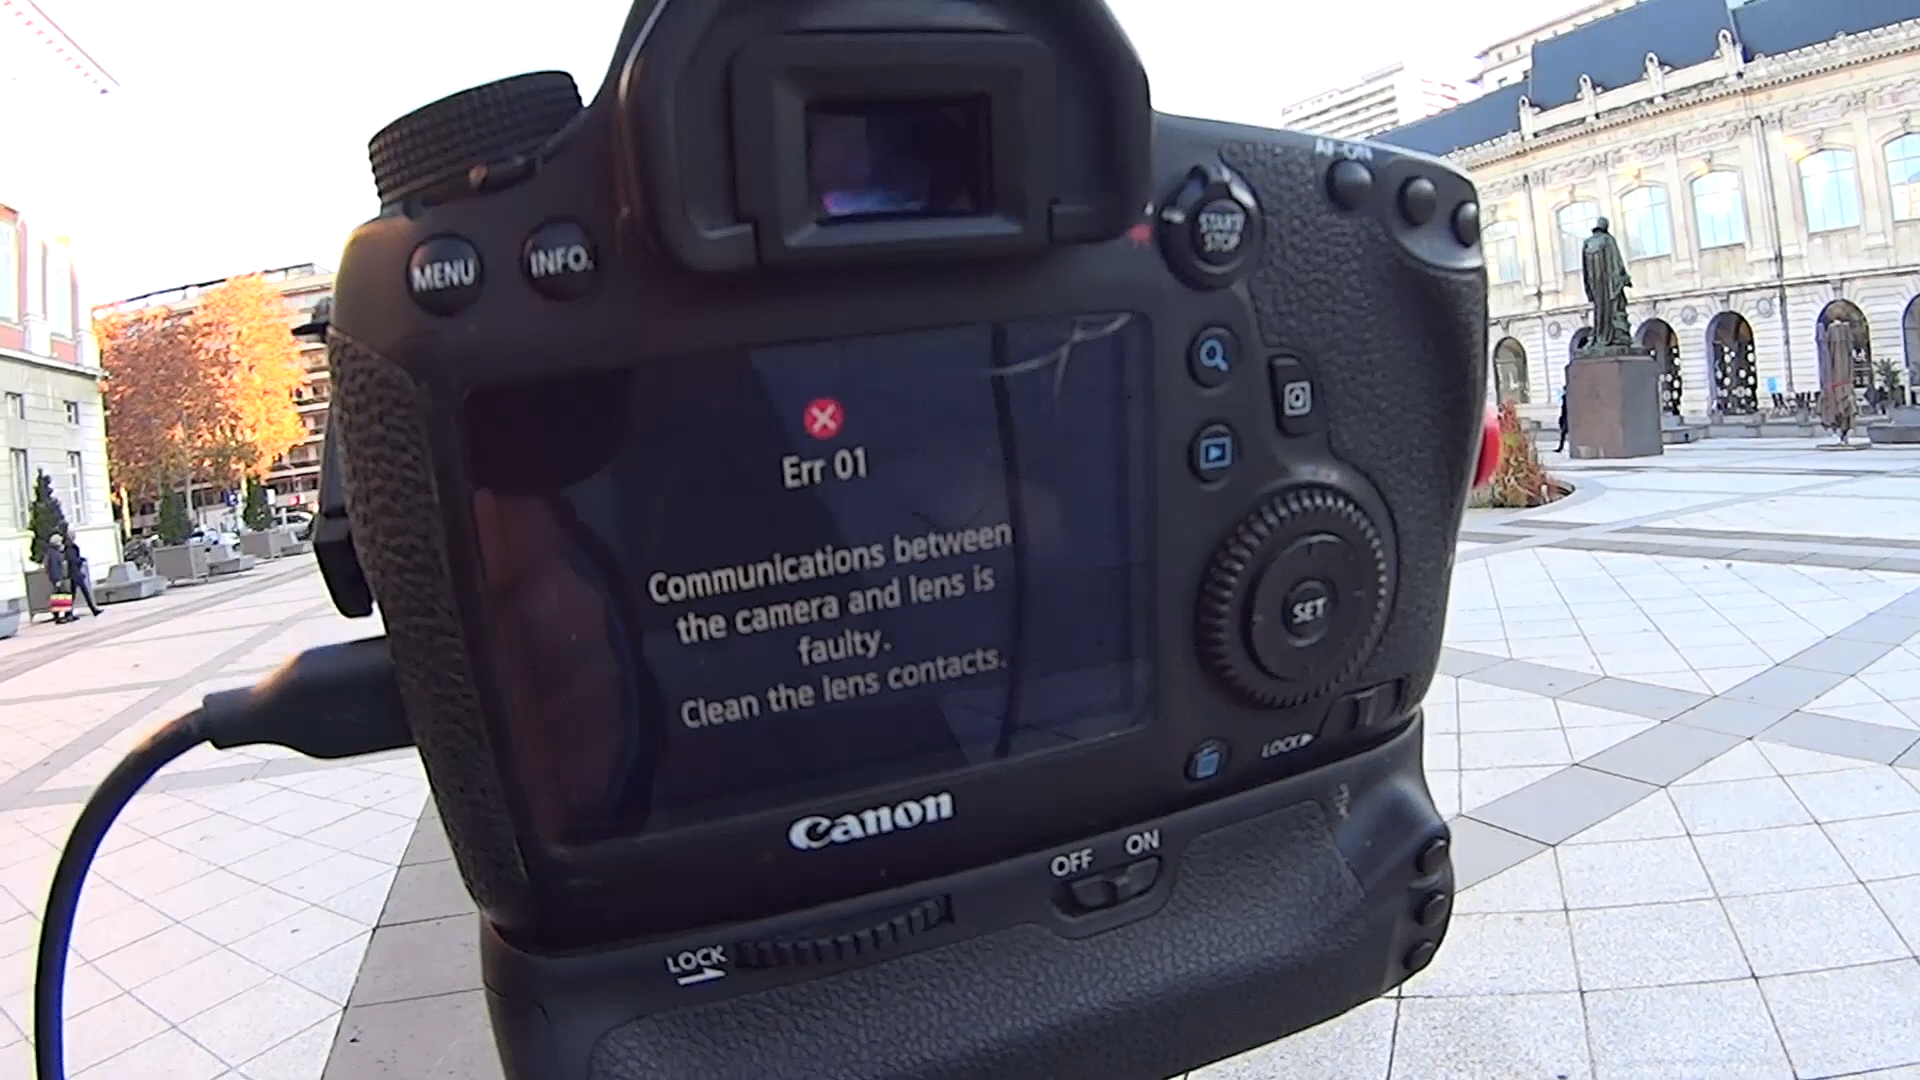 AF-ON
START/
STOP
MENU
INFO.
Err 01
Communications between
the camera and lens is
faulty.
Clean the lens contacts.
SET
LOCK▶
Canon
OFF ON
LOCK